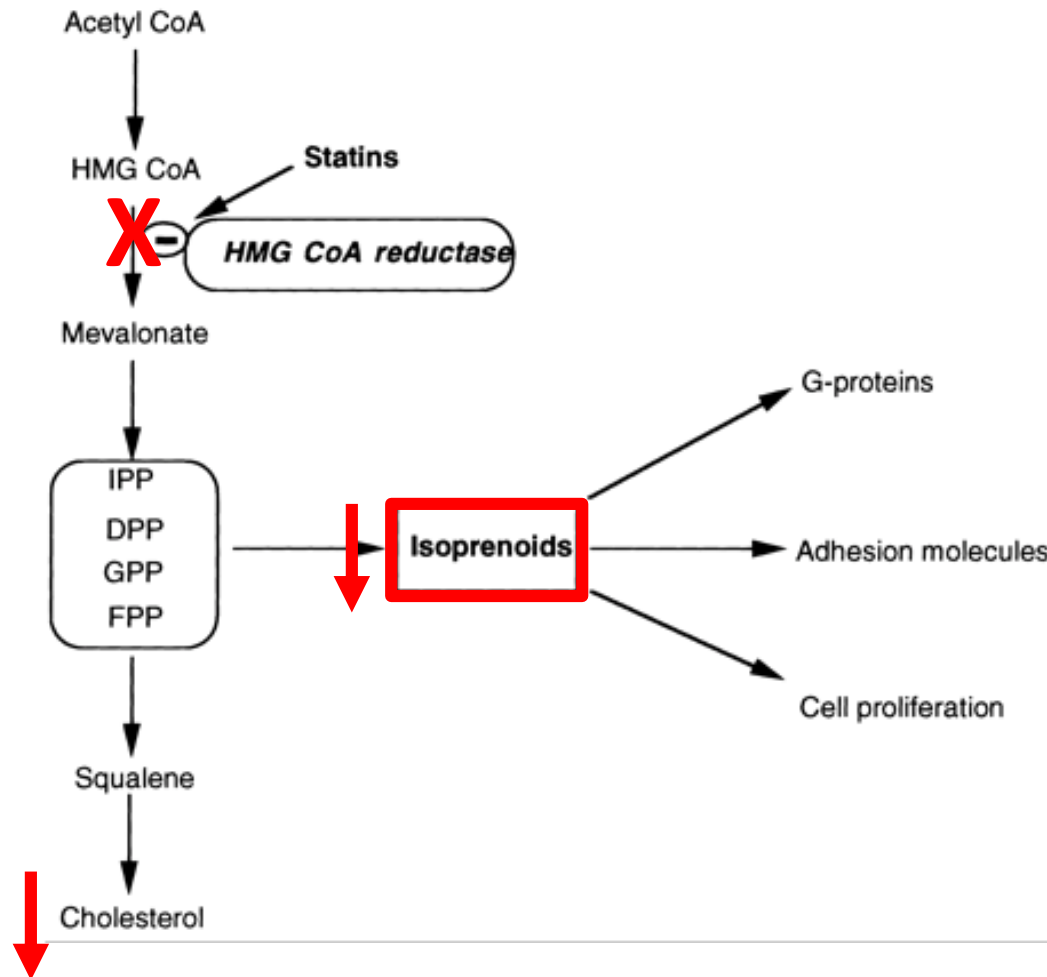 Acetyl CoA
HMG CoA
Statins
X
-
HMG CoA reductase
Mevalonate
G-proteins
IPP
DPP
GPP
FPP
Isoprenoids
Adhesion molecules
Cell proliferation
Squalene
Cholesterol